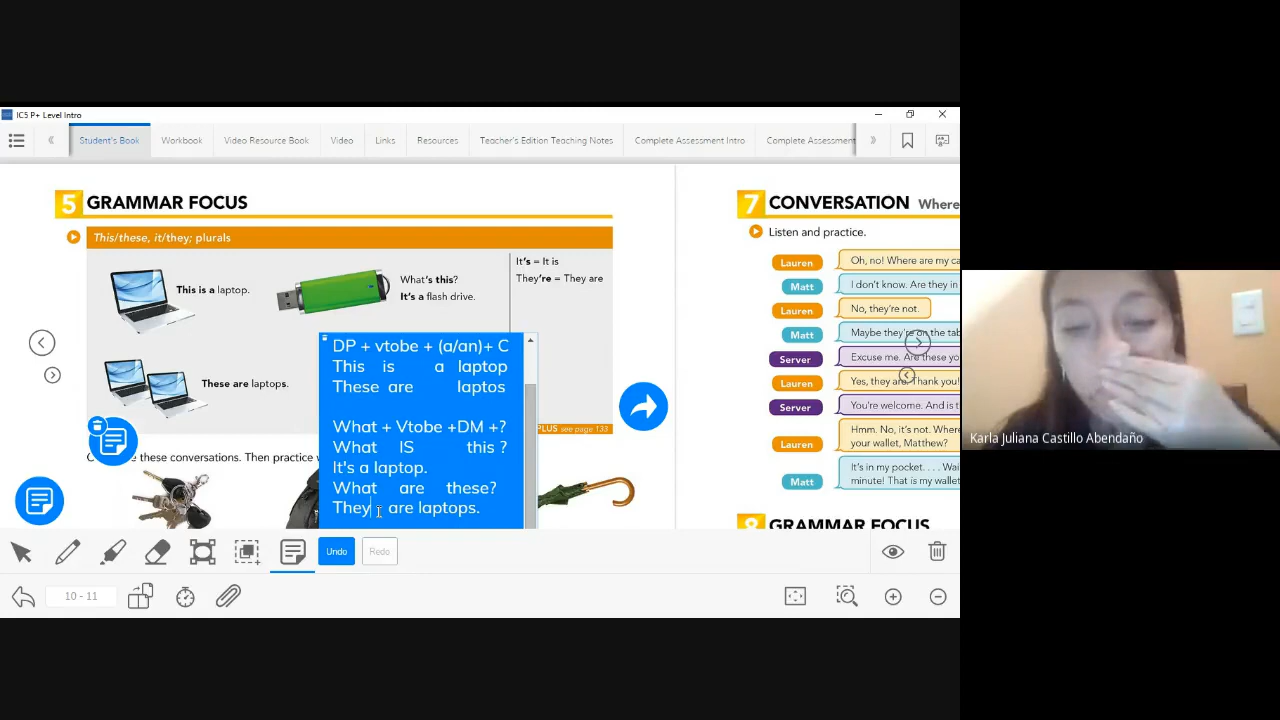 IC5 P+ Level Intro
Student's Book
Workbook
Video Resource Book
Video
Links
Resources
Teacher's Edition Teaching Notes
Complete Assessment Intro
Complete Assessment
5 GRAMMAR FOCUS
This/these, it/they; plurals
This is a laptop.
What's this?
It's a flash drive.
It's = It is
They're = They are
These are laptops.
DP + vtobe + (a/an)+ C
This is a laptop
These are laptos
What + Vtobe +DM +?
What IS this ?
It's a laptop.
What are these?
They are laptops.
PLUS see page 133
these conversations. Then practice
7 CONVERSATION Where
Listen and practice.
Lauren Oh, no! Where are my
Matt I don't know. Are they in
Lauren No, they're not.
Matt Maybe they're on the
Server Excuse me. Are these
Lauren Yes, they are. Thank you!
Server You're welcome. And is
Lauren Hmm. No, it's not.
your wallet, Matthew?
Matt It's in my pocket. . . .
minute! That is my wallet
8 GRAMMAR FOCUS
Undo
Redo
10 - 11
Karla Juliana Castillo Abendaño